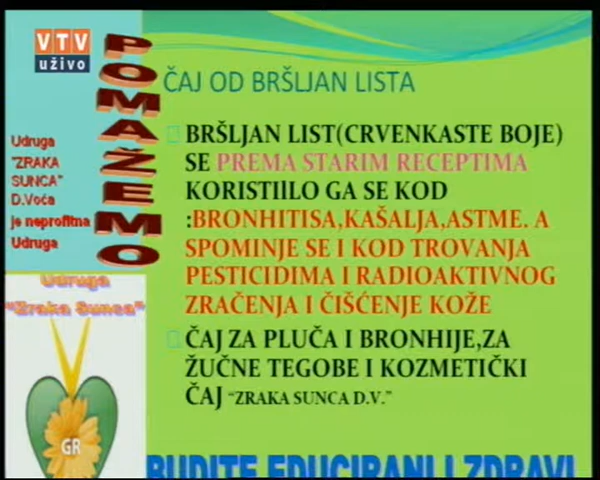 VTV
uživo
POMAŽEMO
Udruga
"ZRAKA
SUNCA"
D.Voća
je neprofitna
Udruga
Udruga
"Zraka Sunca"
GR
ČAJ OD BRŠLJAN LISTA
BRŠLJAN LIST(CRVENKASTE BOJE)
SE PREMA STARIM RECEPTIMA
KORISTIILO GA SE KOD
:BRONHITISA,KAŠALJA,ASTME. A
SPOMINJE SE I KOD TROVANJA
PESTICIDIMA I RADIOAKTIVNOG
ZRAČENJA I ČIŠĆENJE KOŽE
ČAJ ZA PLUČA I BRONHIJE,ZA
ŽUČNE TEGOBE I KOZMETIČKI
ČAJ "ZRAKA SUNCA D.V."
BUDITE EDUCIRANI I ZDRAVI